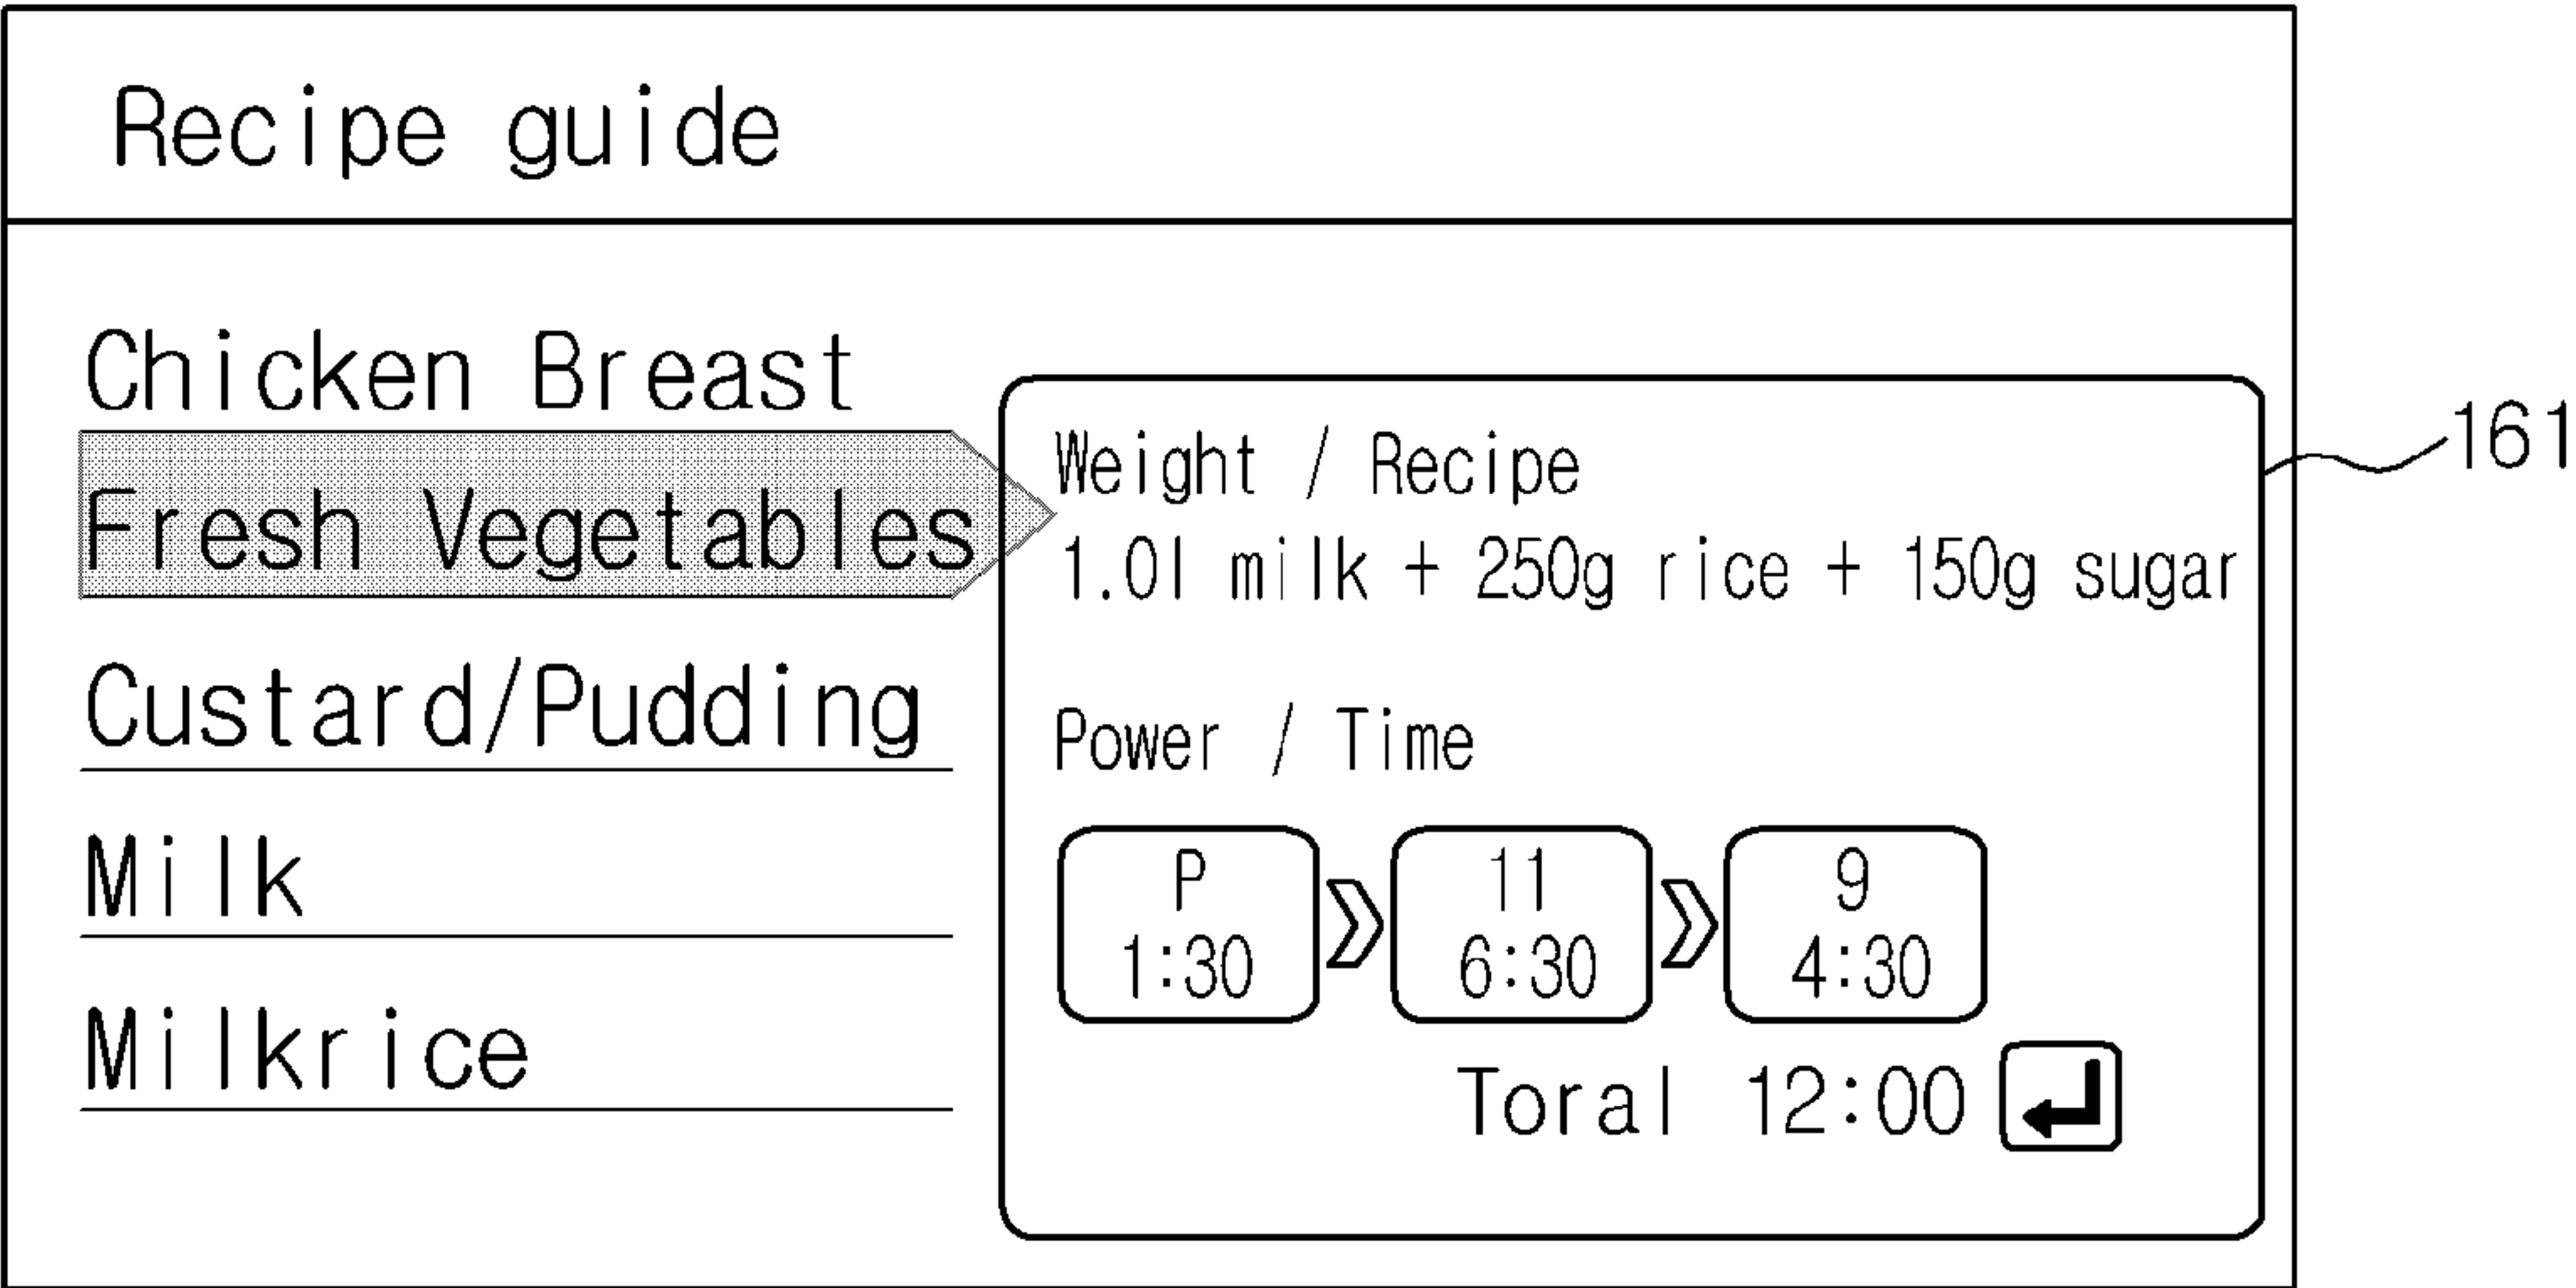 Recipe guide
Chicken Breast
Fresh Vegetables
Custard/Pudding
Milk
Milkrice
Weight / Recipe
1.0l milk + 250g rice + 150g sugar
Power / Time
P 11 9
1:30 6:30 4:30
Toral 12:00
161